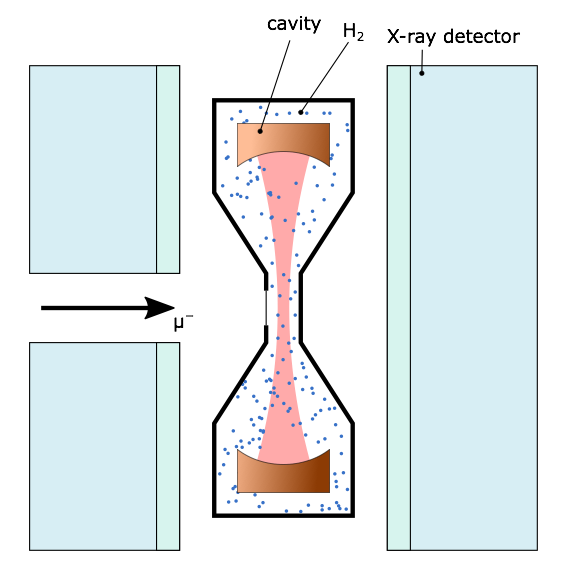 cavity
H₂
X-ray detector
μ⁻